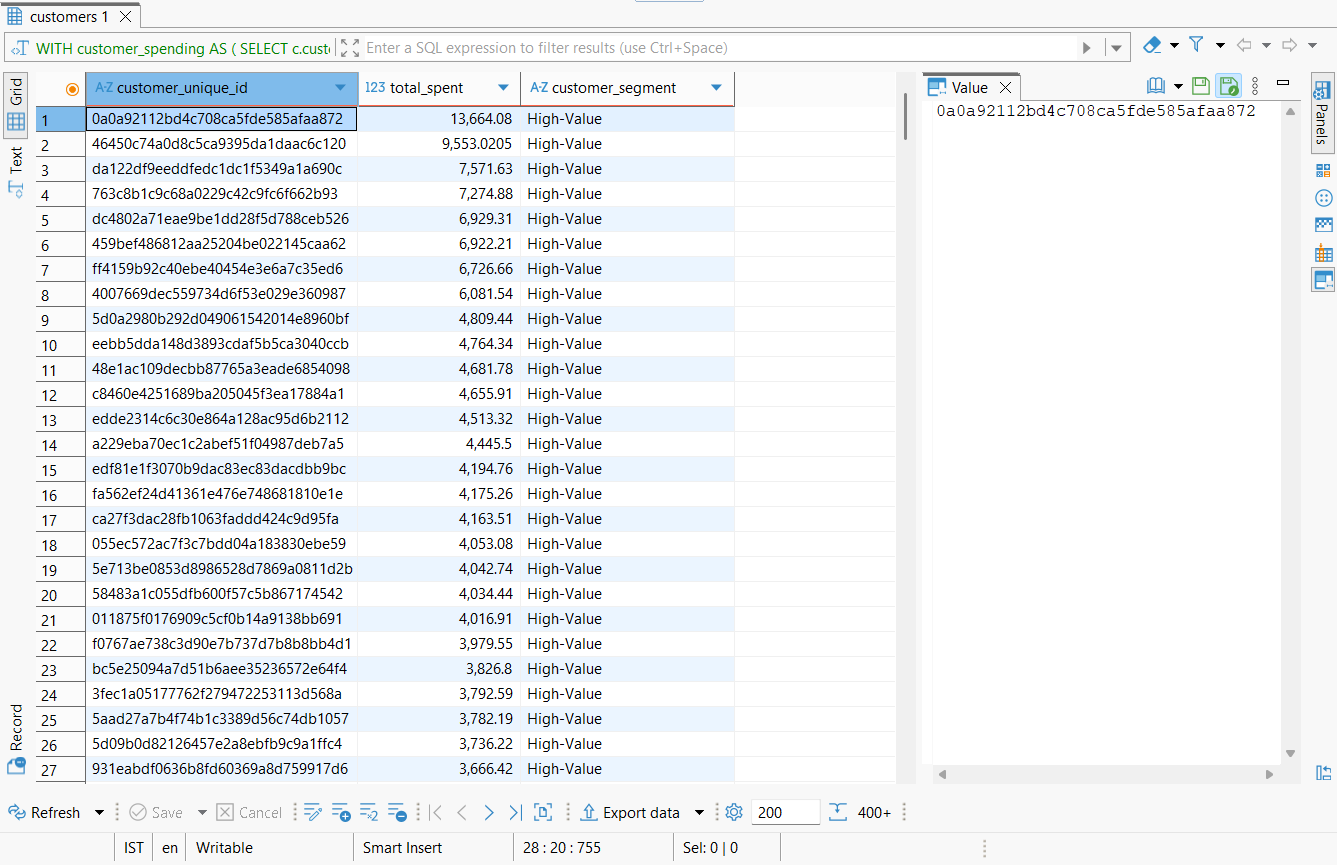 customers 1
WITH customer_spending AS ( SELECT c.custo
Enter a SQL expression to filter results (use Ctrl+Space)
Grid
Text
Record
A-Z customer_unique_id 123 total_spent A-Z customer_segment
1 0a0a92112bd4c708ca5fde585afaa872 13,664.08 High-Value
2 46450c74a0d8c5ca9395da1daac6c120 9,553.0205 High-Value
3 da122df9eeddfedc1dc1f5349a1a690c 7,571.63 High-Value
4 763c8b1c9c68a0229c42c9fc6f662b93 7,274.88 High-Value
5 dc4802a71eae9be1dd28f5d788ceb526 6,929.31 High-Value
6 459bef486812aa25204be022145caa62 6,922.21 High-Value
7 ff4159b92c40ebe40454e3e6a7c35ed6 6,726.66 High-Value
8 4007669dec559734d6f53e029e360987 6,081.54 High-Value
9 5d0a2980b292d049061542014e8960bf 4,809.44 High-Value
10 eebb5dda148d3893cdaf5b5ca3040ccb 4,764.34 High-Value
11 48e1ac109decbb87765a3eade6854098 4,681.78 High-Value
12 c8460e4251689ba205045f3ea17884a1 4,655.91 High-Value
13 edde2314c6c30e864a128ac95d6b2112 4,513.32 High-Value
14 a229eba70ec1c2abef51f04987deb7a5 4,445.5 High-Value
15 edf81e1f3070b9dac83ec83dacdbb9bc 4,194.76 High-Value
16 fa562ef24d41361e476e748681810e1e 4,175.26 High-Value
17 ca27f3dac28fb1063faddd424c9d95fa 4,163.51 High-Value
18 055ec572ac7f3c7bdd04a183830ebe59 4,053.08 High-Value
19 5e713be0853d8986528d7869a0811d2b 4,042.74 High-Value
20 58483a1c055dfb600f57c5b867174542 4,034.44 High-Value
21 011875f0176909c5cf0b14a9138bb691 4,016.91 High-Value
22 f0767ae738c3d90e7b737d7b8b8bb4d1 3,979.55 High-Value
23 bc5e25094a7d51b6aee35236572e64f4 3,826.8 High-Value
24 3fec1a05177762f279472253113d568a 3,792.59 High-Value
25 5aad27a7b4f74b1c3389d56c74db1057 3,782.19 High-Value
26 5d09b0d82126457e2a8ebfb9c9a1ffc4 3,736.22 High-Value
27 931eabdf0636b8fd60369a8d759917d6 3,666.42 High-Value
Value
0a0a92112bd4c708ca5fde585afaa872
Panels
Refresh Save Cancel Export data 200 400+
IST en Writable Smart Insert 28 : 20 : 755 Sel: 0 | 0